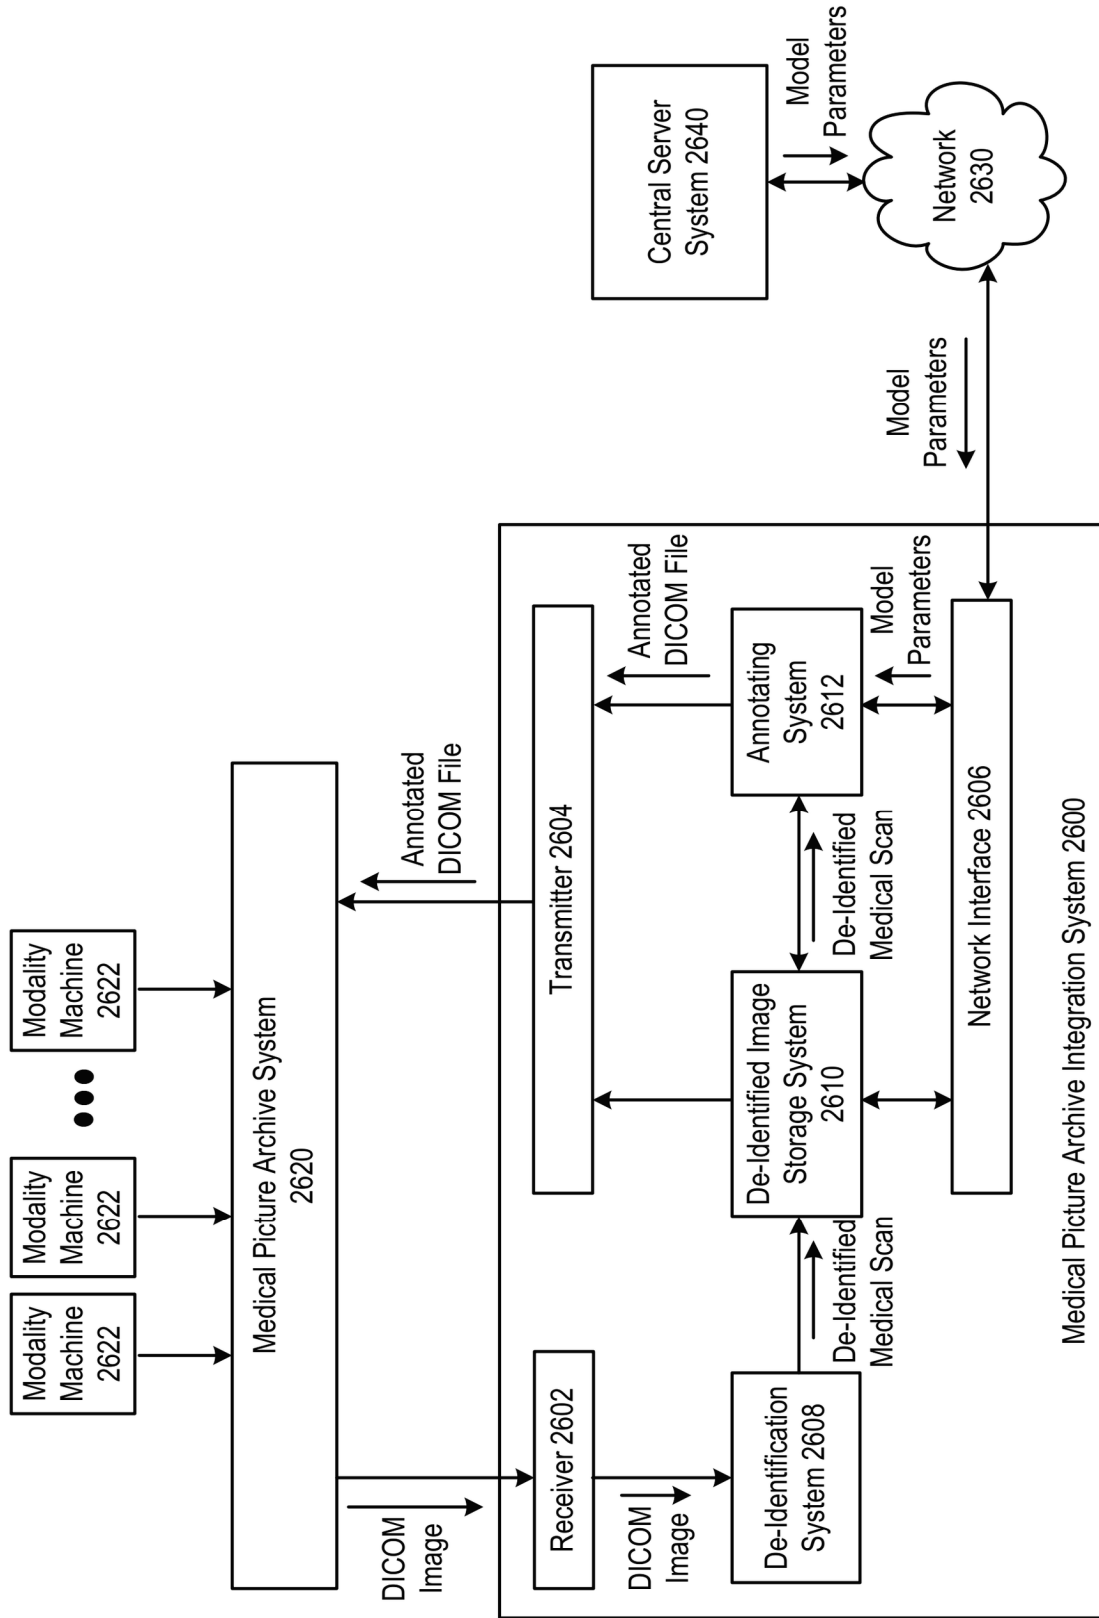 Modality
Machine
2622
Modality
Machine
2622
Modality
Machine
2622
Medical Picture Archive System
2620
DICOM
Image
Annotated
DICOM File
Receiver 2602
Transmitter 2604
DICOM
Image
Annotated
DICOM File
De-Identification
System 2608
De-Identified
Medical Scan
De-Identified Image
Storage System
2610
De-Identified
Medical Scan
Annotating
System
2612
Model
Parameters
Network Interface 2606
Medical Picture Archive Integration System 2600
Model
Parameters
Central Server
System 2640
Model
Parameters
Network
2630